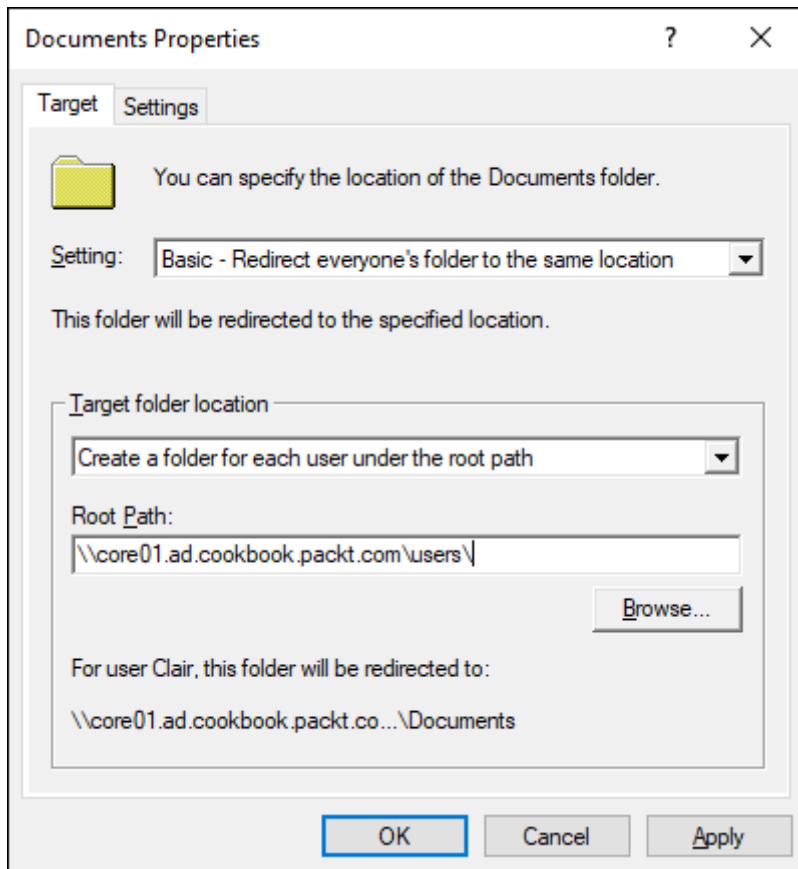 Documents Properties ?
Target Settings
You can specify the location of the Documents folder.
Setting: Basic - Redirect everyone's folder to the same location
This folder will be redirected to the specified location.
Target folder location
Create a folder for each user under the root path
Root Path:
\\core01.ad.cookbook.packt.com\users\
Browse...
For user Clair, this folder will be redirected to:
\\core01.ad.cookbook.packt.co...\Documents
OK Cancel Apply